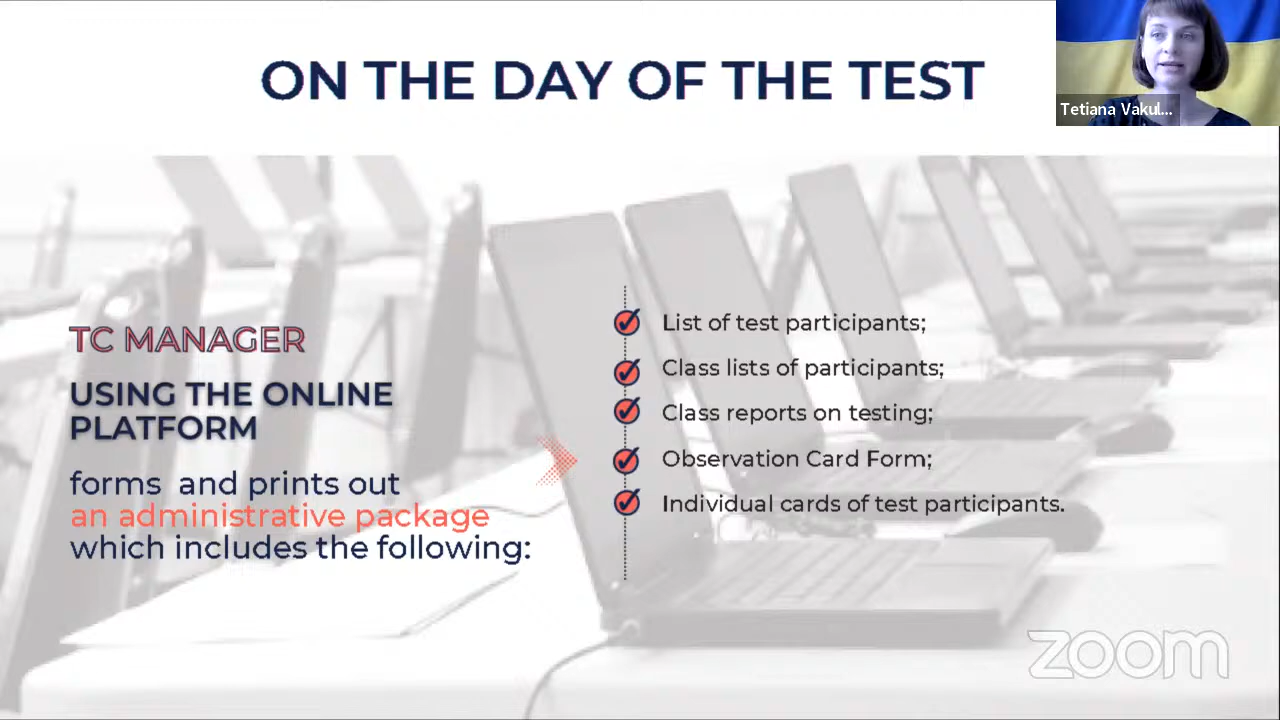 ON THE DAY OF THE TEST
Tetiana Vakul...
TC MANAGER
USING THE ONLINE
PLATFORM
forms and prints out
an administrative package
which includes the following:
List of test participants;
Class lists of participants;
Class reports on testing;
Observation Card Form;
Individual cards of test participants.
zoom